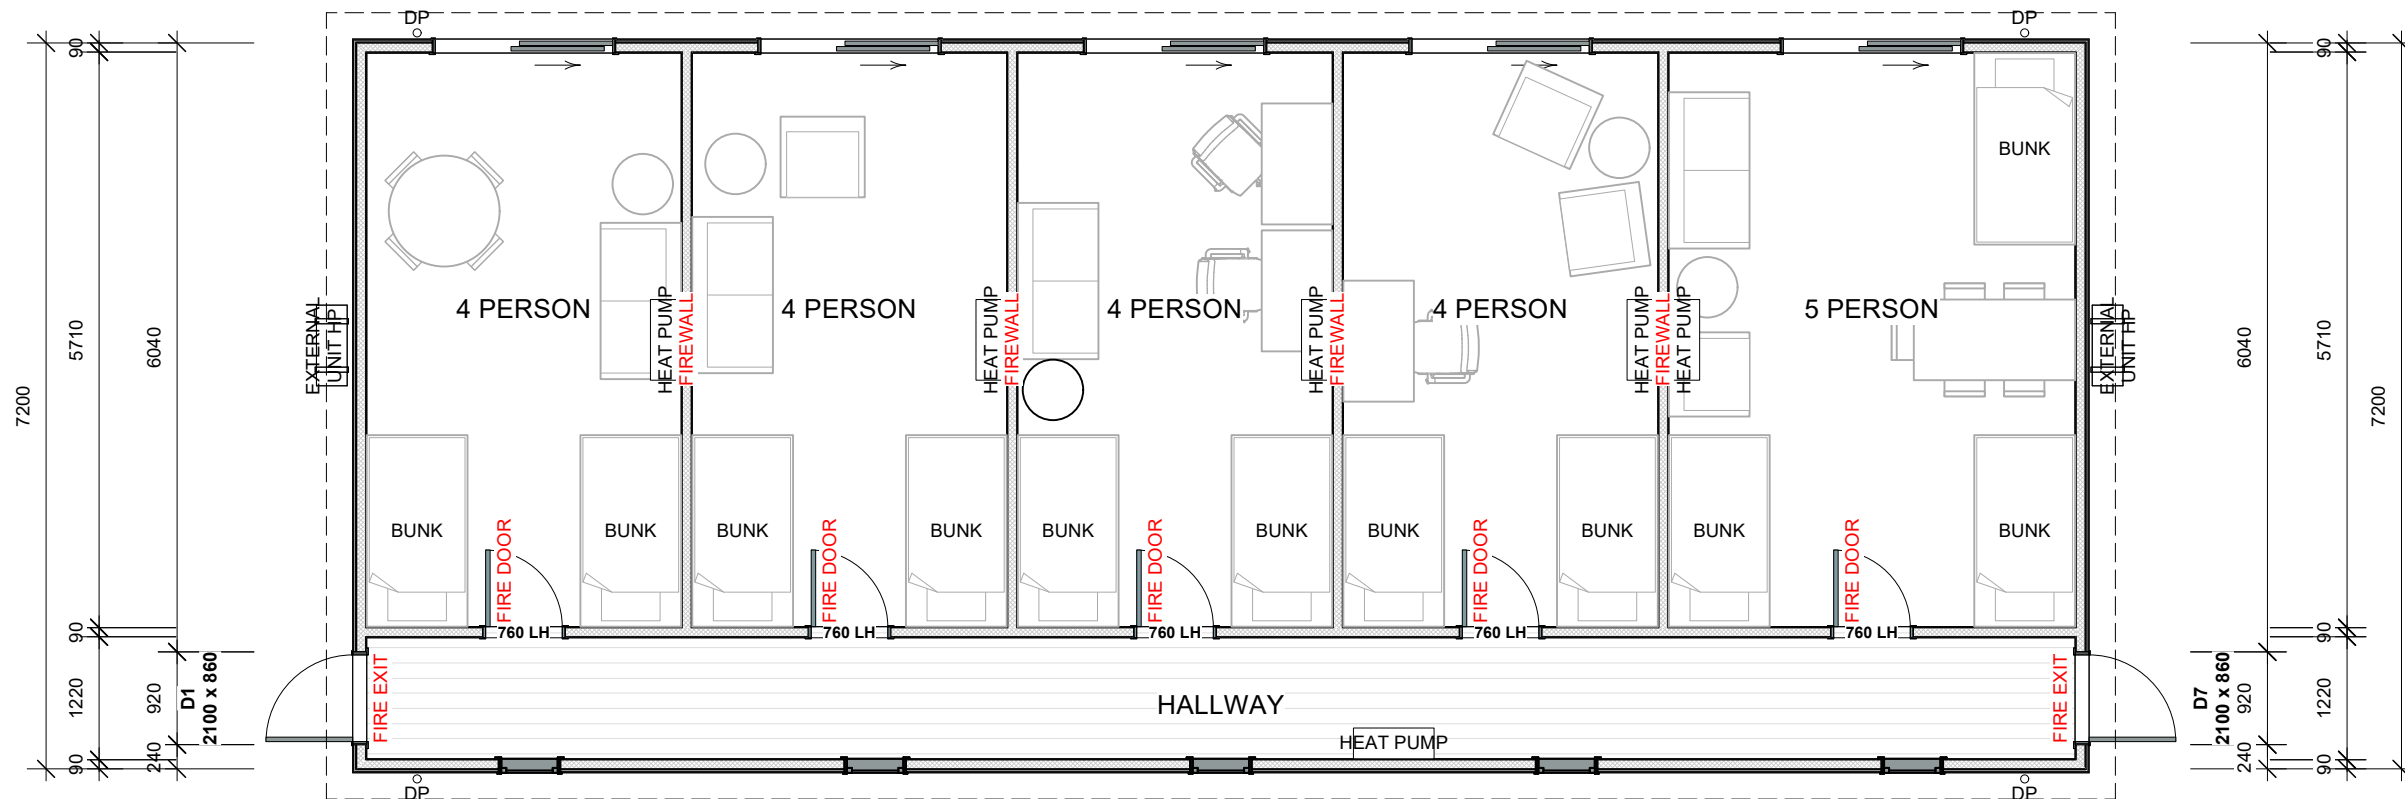 DP
DP
90
90
90
90
BUNK
4 PERSON
4 PERSON
4 PERSON
4 PERSON
5 PERSON
EXTERNAL
UNIT HP
HEAT PUMP
FIREWALL
HEAT PUMP
FIREWALL
HEAT PUMP
FIREWALL
HEAT PUMP
FIREWALL
HEAT PUMP
EXTERNAL
UNIT HP
7200
5710
6040
6040
5710
7200
BUNK
BUNK
BUNK
BUNK
BUNK
BUNK
BUNK
BUNK
BUNK
BUNK
FIRE DOOR
FIRE DOOR
FIRE DOOR
FIRE DOOR
FIRE DOOR
760 LH
760 LH
760 LH
760 LH
760 LH
90
90
1220
920
D1
2100 x 860
FIRE EXIT
HALLWAY
FIRE EXIT
D7
2100 x 860
920
1220
HEAT PUMP
240
240
DP
DP